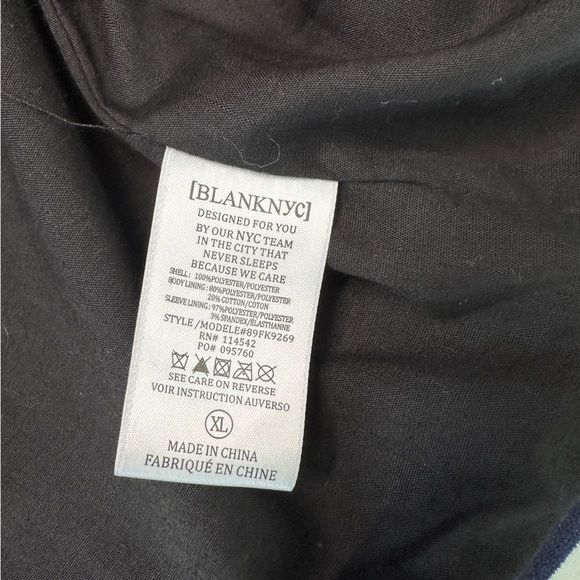 [BLANKNYC]
DESIGNED FOR YOU
BY OUR NYC TEAM
IN THE CITY THAT
NEVER SLEEPS
BECAUSE WE CARE
SHELL: 100%POLYESTER/POLYESTER
BODY LINING: 80%POLYESTER/POLYESTER
20% COTTON/COTON
SLEEVE LINING: 97%POLYESTER/POLYESTER
3% SPANDEX/ÉLASTHANNE
STYLE/MODELE#89FK9269
RN# 114542
PO# 095760
SEE CARE ON REVERSE
VOIR INSTRUCTION AUVERSO
XL
MADE IN CHINA
FABRIQUÉ EN CHINE